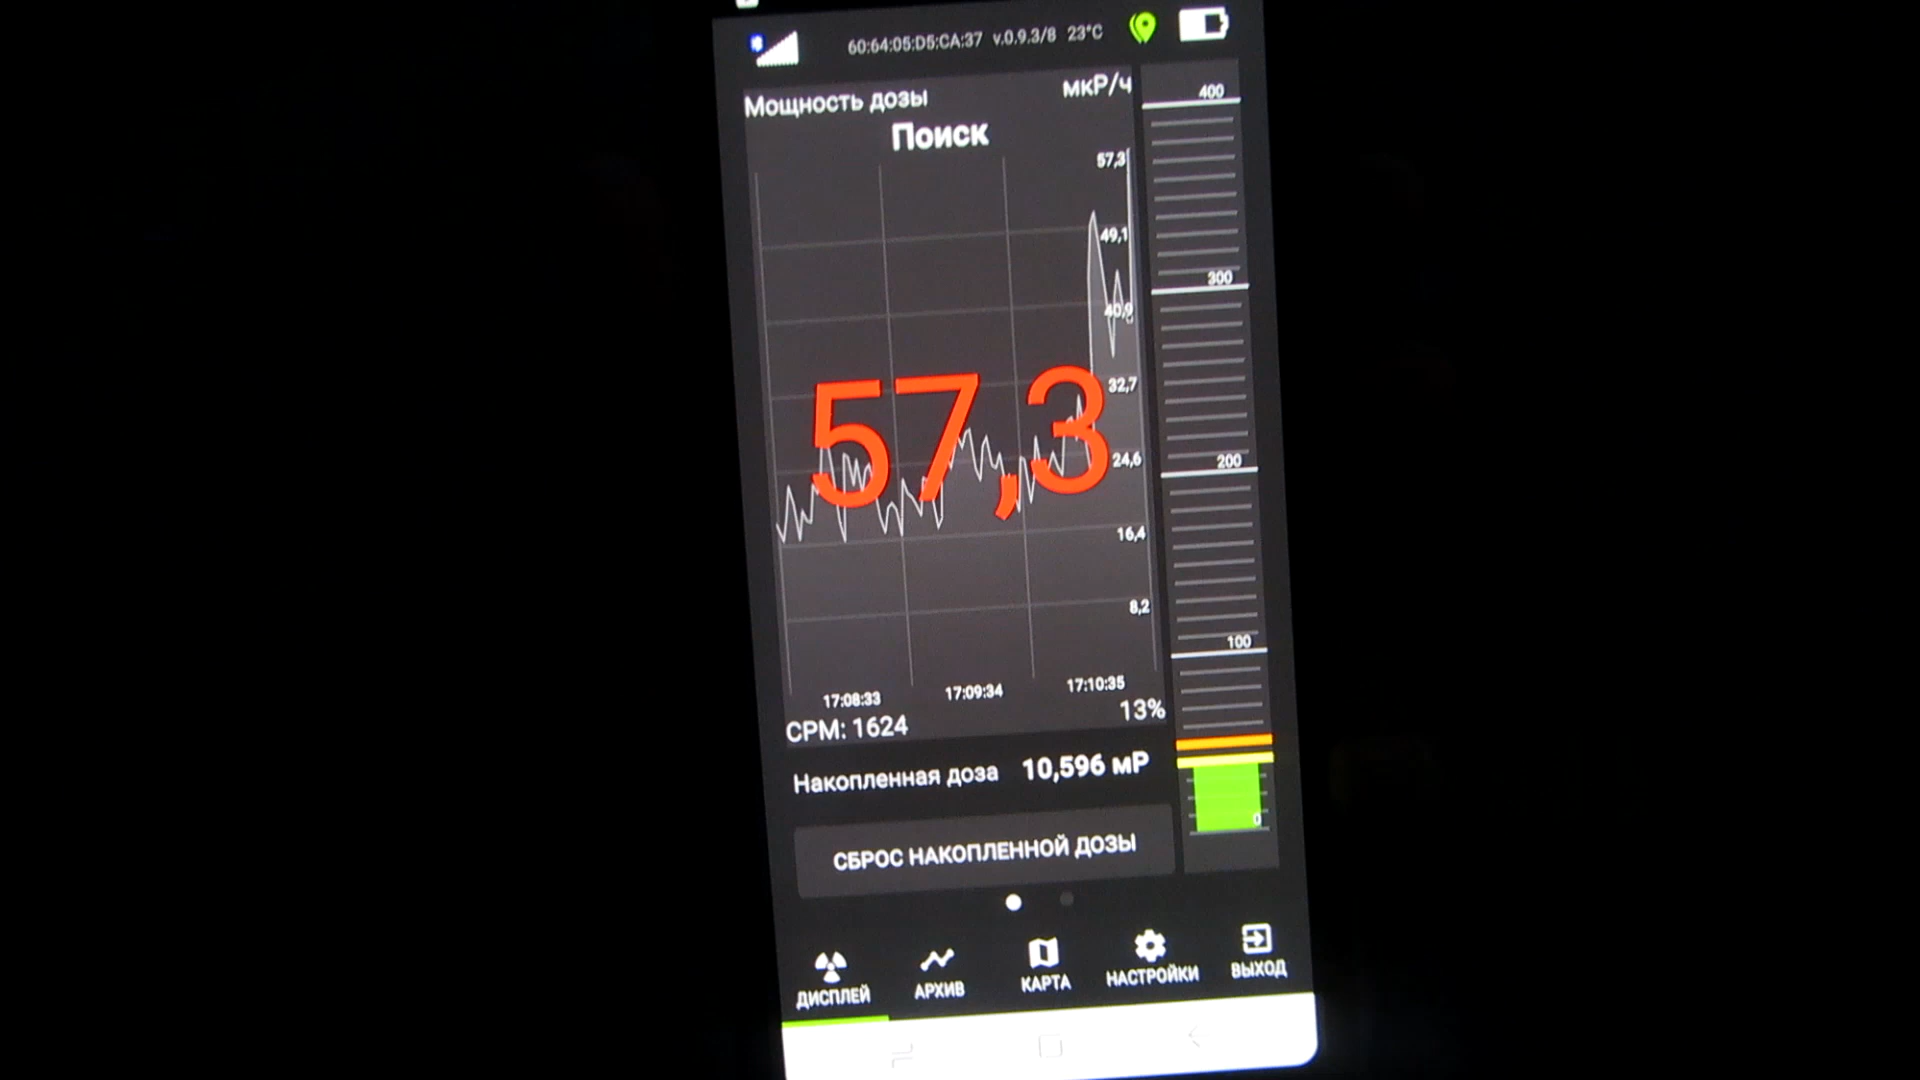 60:64:05:D5:CA:37 v.0.9.3/8 23°C
Мощность дозы мкР/ч
Поиск
57,3
49,1
40,9
32,7
24,6
16,4
8,2
57,3
17:08:33 17:09:34 17:10:35
CPM: 1624 13%
400
300
200
100
0
Накопленная доза 10,596 мР
СБРОС НАКОПЛЕННОЙ ДОЗЫ
ДИСПЛЕЙ АРХИВ КАРТА НАСТРОЙКИ ВЫХОД